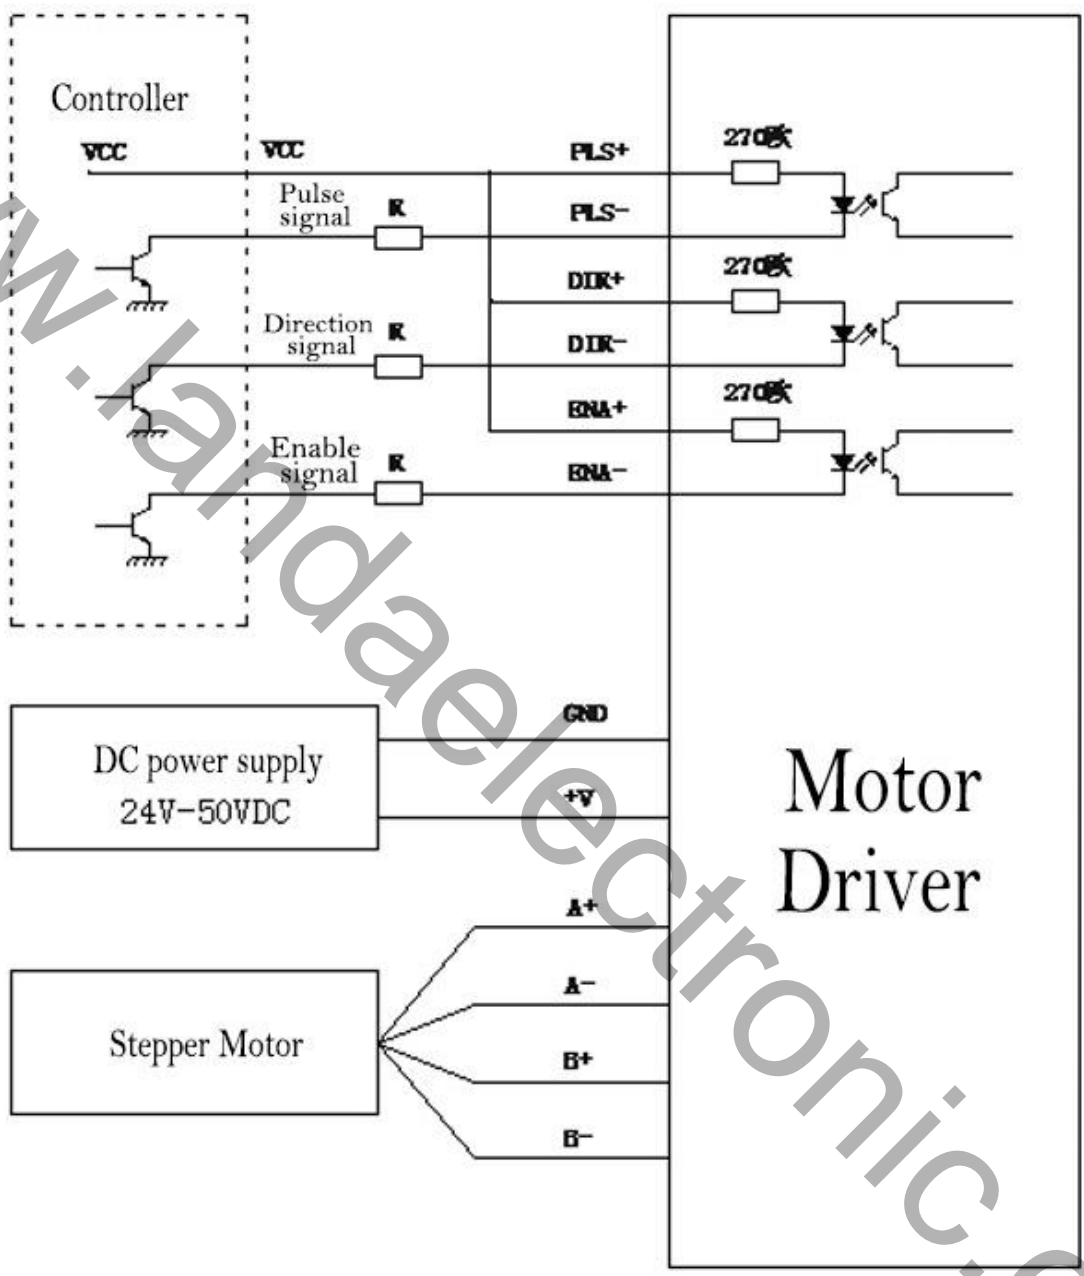 Controller
VCC
VCC
PLS+
270欧
Pulse
signal
R
PLS-
DIR+
270欧
Direction
signal
R
DIR-
ENA+
270欧
Enable
signal
R
ENA-
GND
DC power supply
24V-50VDC
+V
Motor
Driver
A+
A-
Stepper Motor
B+
B-
w.landaelectronic.c